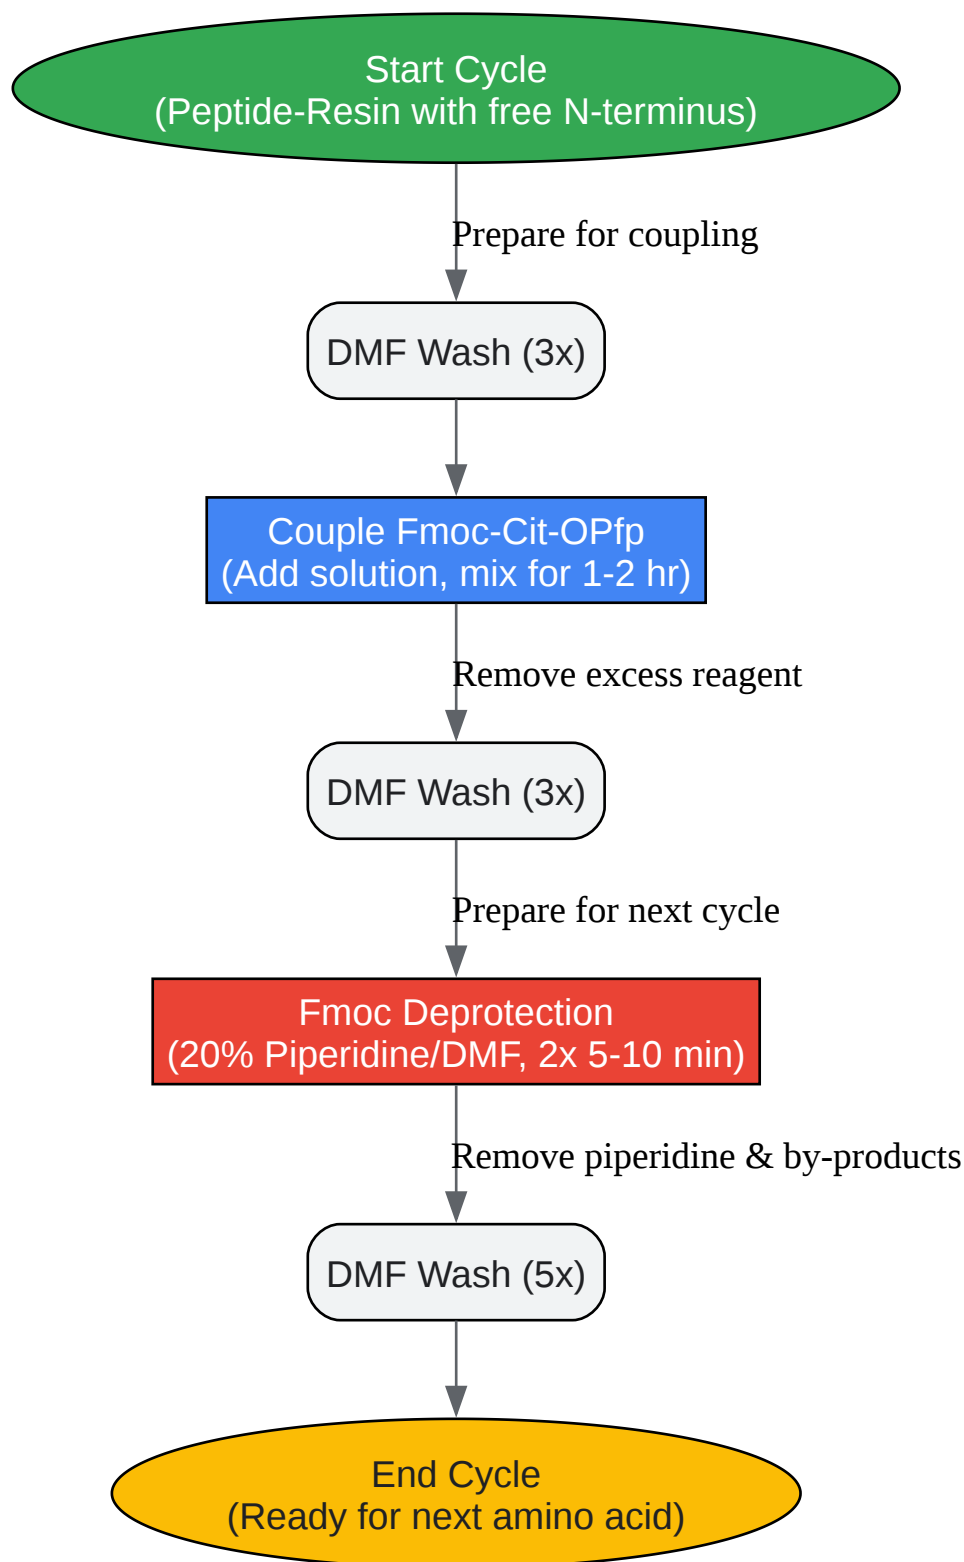 Start Cycle
(Peptide-Resin with free N-terminus)
Prepare for coupling
DMF Wash (3x)
Couple Fmoc-Cit-OPfp
(Add solution, mix for 1-2 hr)
Remove excess reagent
DMF Wash (3x)
Prepare for next cycle
Fmoc Deprotection
(20% Piperidine/DMF, 2x 5-10 min)
Remove piperidine & by-products
DMF Wash (5x)
End Cycle
(Ready for next amino acid)